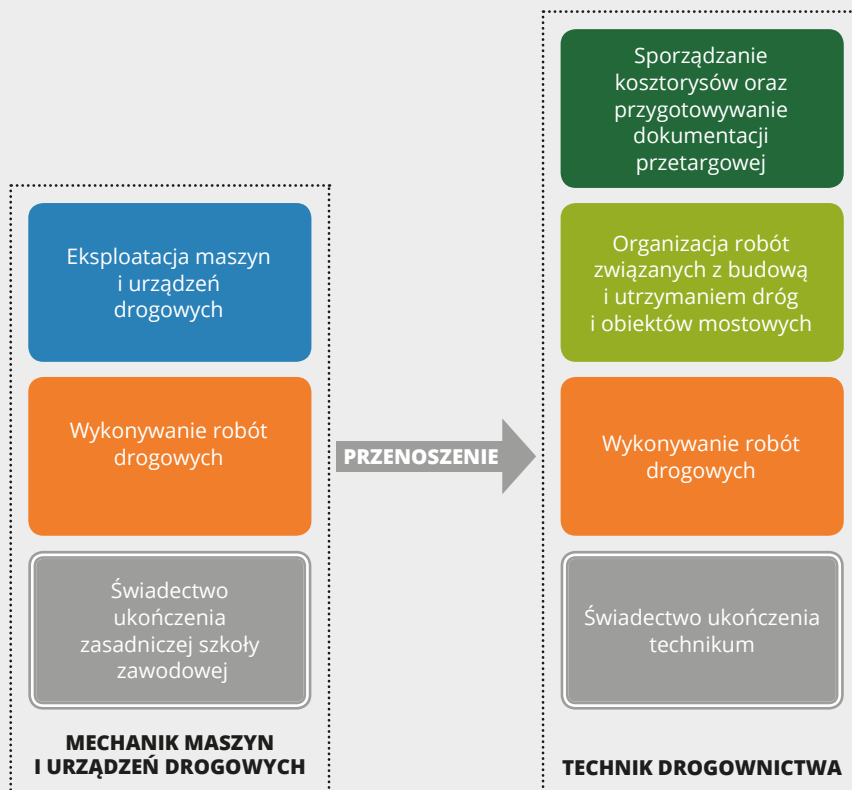 Eksploatacja maszyn
i urządzeń
drogowych
Wykonywanie robót
drogowych
Świadectwo
ukończenia
zasadniczej szkoły
zawodowej
MECHANIK MASZYN
I URZĄDZEŃ DROGOWYCH
PRZENOSZENIE
Sporządzanie
kosztorysów oraz
przygotowywanie
dokumentacji
przetargowej
Organizacja robót
związanych z budową
i utrzymaniem dróg
i obiektów mostowych
Wykonywanie robót
drogowych
Świadectwo ukończenia
technikum
TECHNIK DROGOWNICTWA